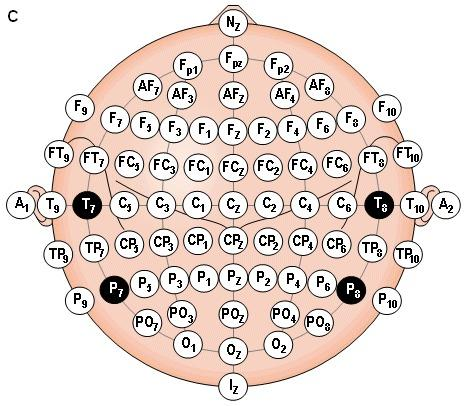 C
Nz
Fp1 Fpz Fp2
AF7 AF3 AFz AF4 AF8
F9 F7 F5 F3 F1 Fz F2 F4 F6 F8 F10
FT9 FT7 FC5 FC3 FC1 FCz FC2 FC4 FC6 FT8 FT10
A1 T9 T7 C5 C3 C1 Cz C2 C4 C6 T8 T10 A2
TP9 TP7 CP5 CP3 CP1 CPz CP2 CP4 CP6 TP8 TP10
P9 P7 P5 P3 P1 Pz P2 P4 P6 P8 P10
PO7 PO3 POz PO4 PO8
O1 Oz O2
Iz